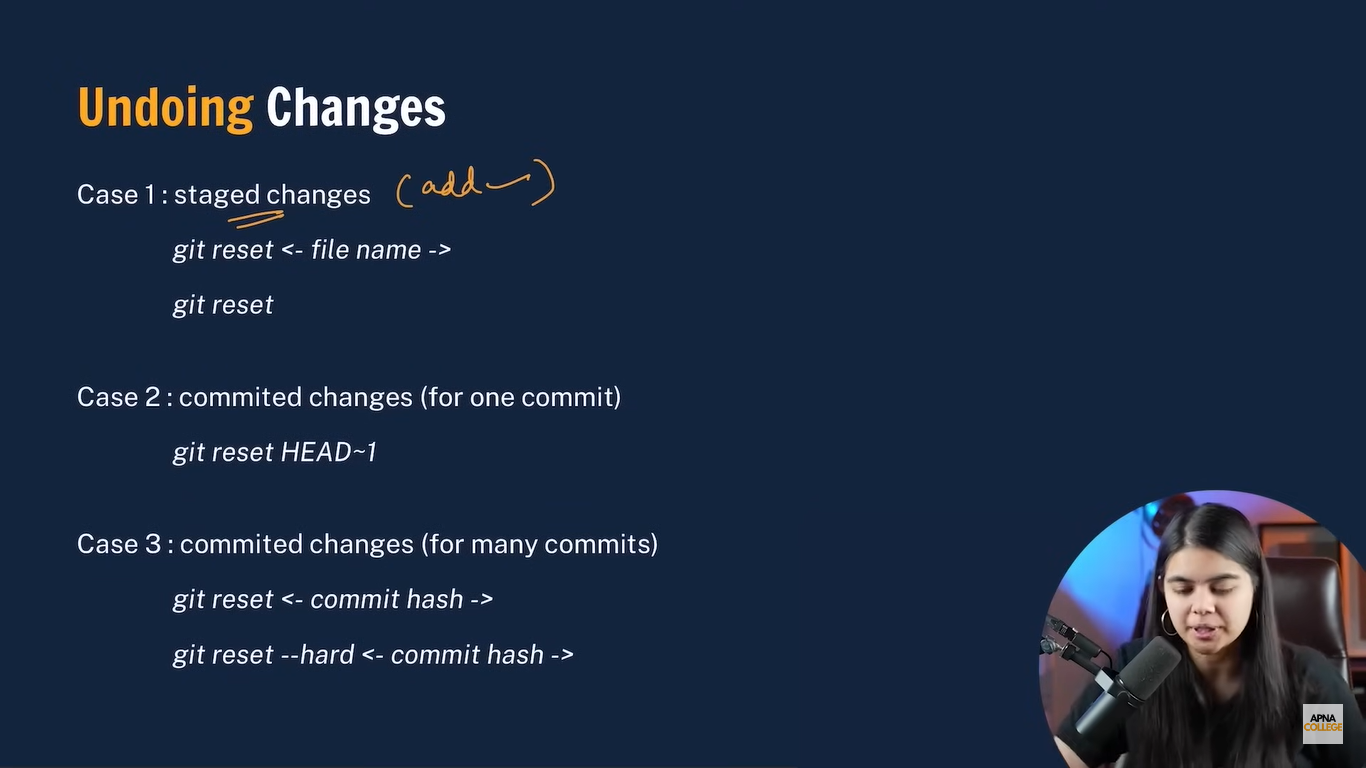 Undoing Changes
Case 1 : staged changes (add)
git reset <- file name ->
git reset
Case 2 : commited changes (for one commit)
git reset HEAD~1
Case 3 : commited changes (for many commits)
git reset <- commit hash ->
git reset --hard <- commit hash ->
APNA
COLLEGE